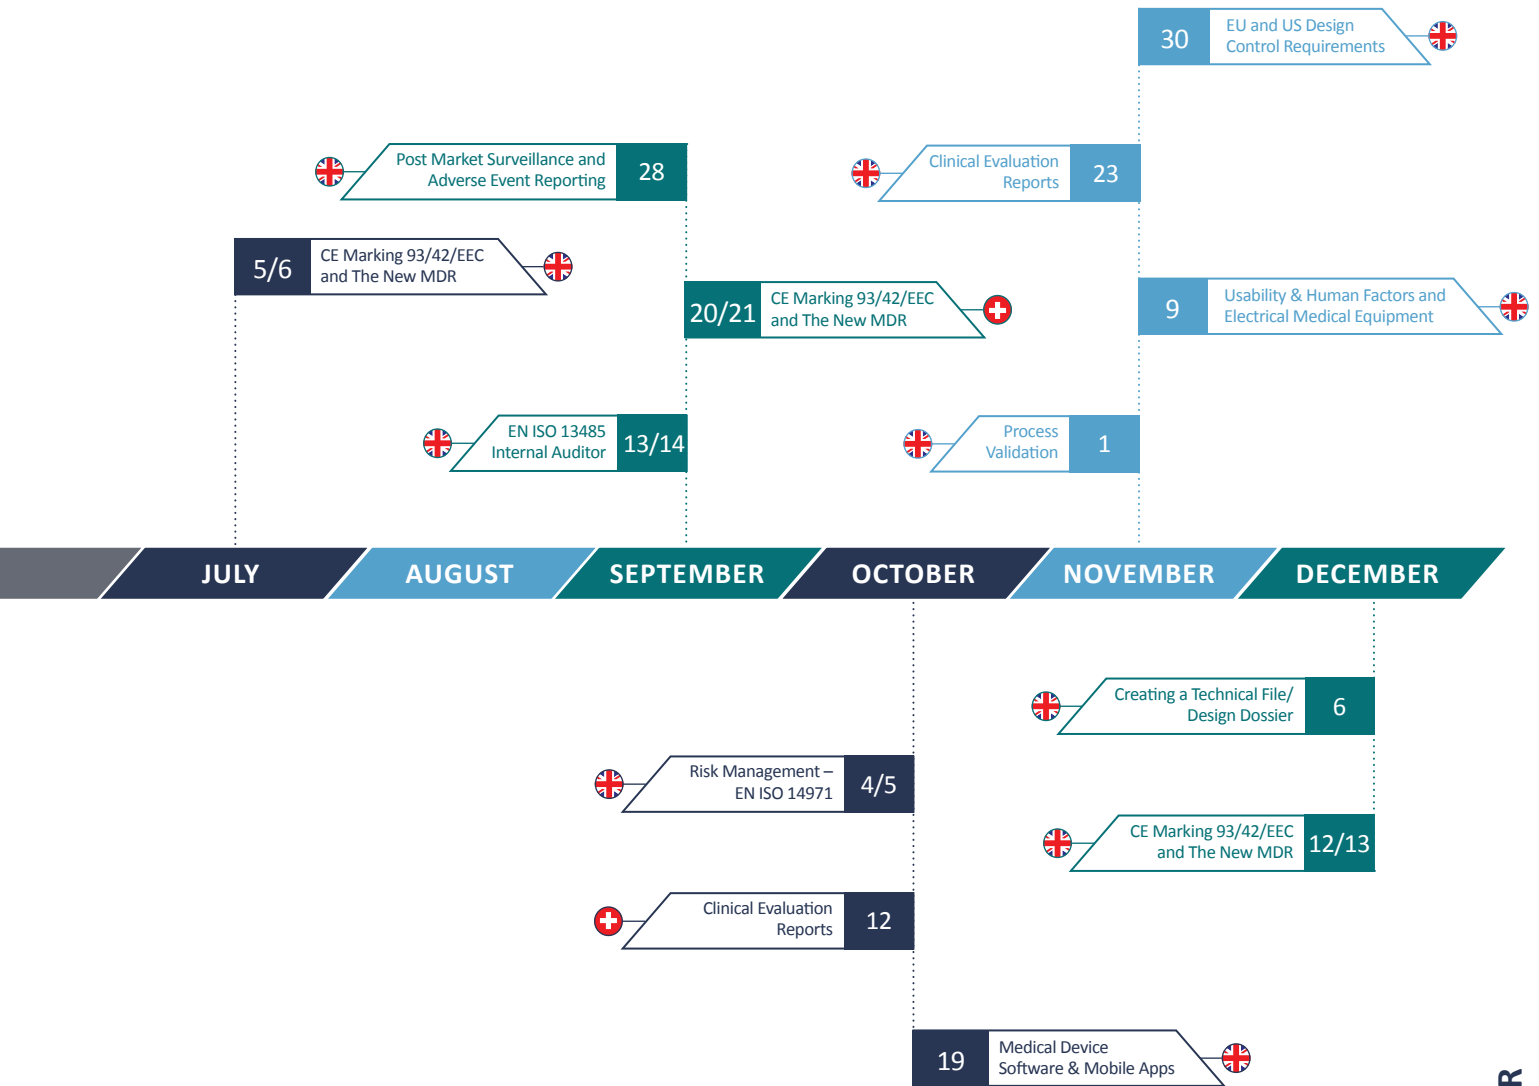 30
EU and US Design
Control Requirements
Post Market Surveillance and
Adverse Event Reporting
28
Clinical Evaluation
Reports
23
5/6
CE Marking 93/42/EEC
and The New MDR
20/21
CE Marking 93/42/EEC
and The New MDR
9
Usability & Human Factors and
Electrical Medical Equipment
EN ISO 13485
Internal Auditor
13/14
Process
Validation
1
JULY
AUGUST
SEPTEMBER
OCTOBER
NOVEMBER
DECEMBER
Creating a Technical File/
Design Dossier
6
Risk Management –
EN ISO 14971
4/5
CE Marking 93/42/EEC
and The New MDR
12/13
Clinical Evaluation
Reports
12
19
Medical Device
Software & Mobile Apps
R